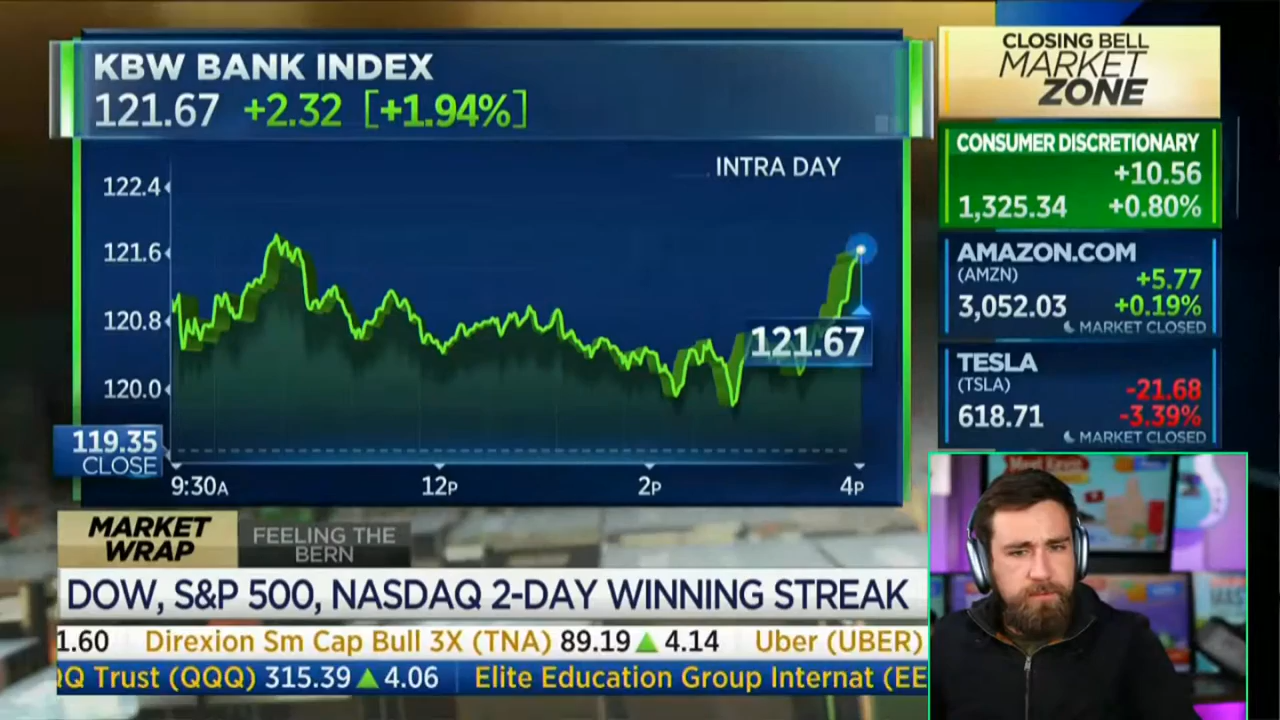 KBW BANK INDEX
121.67 +2.32 [+1.94%]
INTRA DAY
122.4
121.6
120.8
120.0
121.67
119.35
CLOSE
9:30A 12P 2P 4P
CLOSING BELL
MARKET
ZONE
CONSUMER DISCRETIONARY
+10.56
1,325.34 +0.80%
AMAZON.COM
(AMZN) +5.77
3,052.03 +0.19%
MARKET CLOSED
TESLA
(TSLA) -21.68
618.71 -3.39%
MARKET CLOSED
MARKET
WRAP
FEELING THE
BERN
DOW, S&P 500, NASDAQ 2-DAY WINNING STREAK
1.60 Direxion Sm Cap Bull 3X (TNA) 89.19 ▲ 4.14 Uber (UBER)
Q Trust (QQQ) 315.39 ▲ 4.06 Elite Education Group Internat (EE